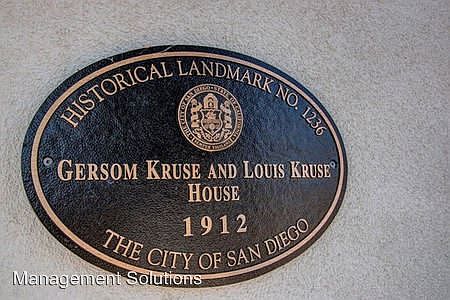 HISTORICAL LANDMARK NO. 1236
GERSOM KRUSE AND LOUIS KRUSE
HOUSE
1912
THE CITY OF SAN DIEGO
Management Solutions